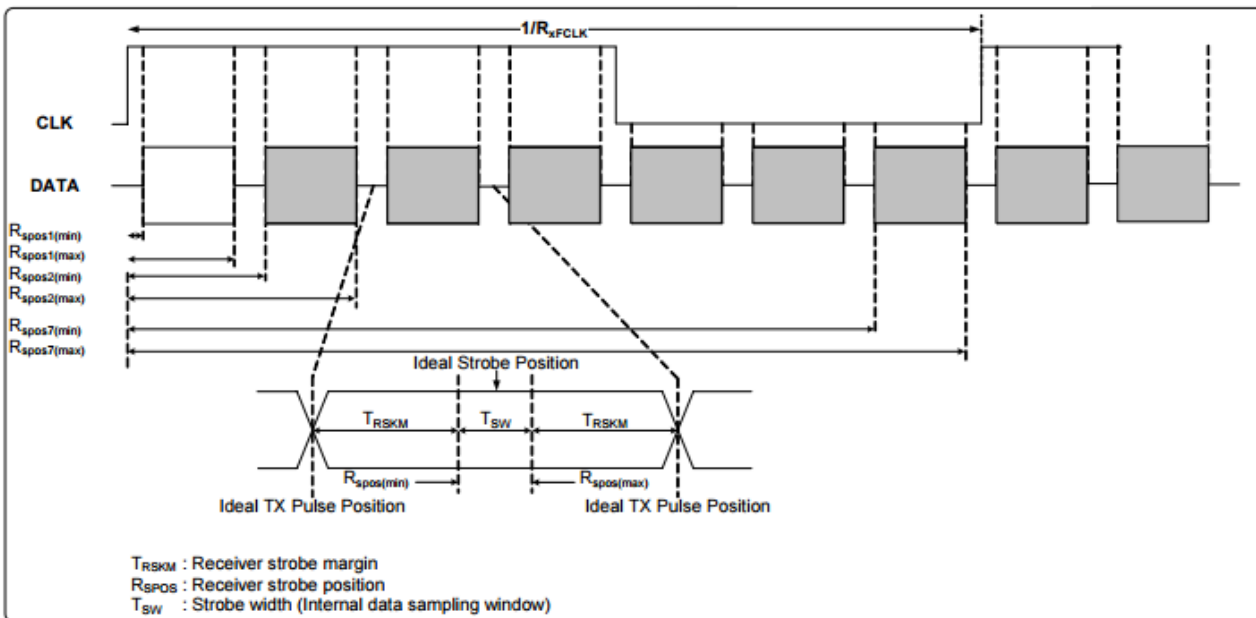 1/RxFCLK
CLK
DATA
Rspos1(min)
Rspos1(max)
Rspos2(min)
Rspos2(max)
Rspos7(min)
Rspos7(max)
Ideal Strobe Position
TRSKM TSW TRSKM
Rspos(min) Rspos(max)
Ideal TX Pulse Position Ideal TX Pulse Position
TRSKM : Receiver strobe margin
RSPOS : Receiver strobe position
TSW : Strobe width (Internal data sampling window)